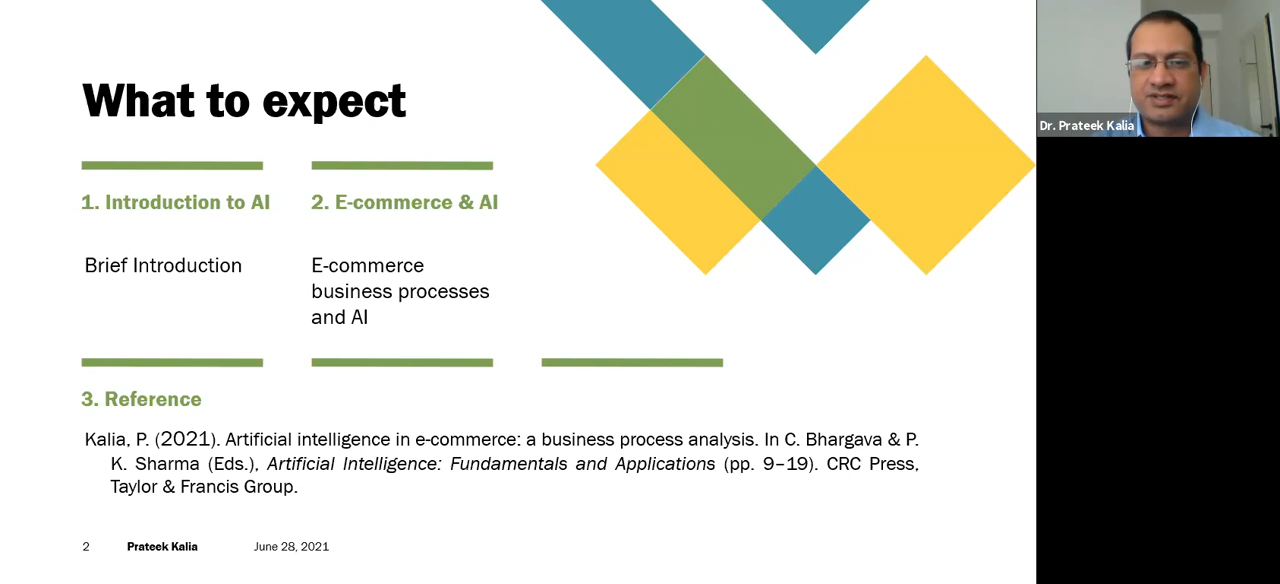 What to expect
1. Introduction to AI
2. E-commerce & AI
Brief Introduction
E-commerce
business processes
and AI
3. Reference
Kalia, P. (2021). Artificial intelligence in e-commerce: a business process analysis. In C. Bhargava & P.
K. Sharma (Eds.), Artificial Intelligence: Fundamentals and Applications (pp. 9–19). CRC Press,
Taylor & Francis Group.
2 Prateek Kalia June 28, 2021
Dr. Prateek Kalia